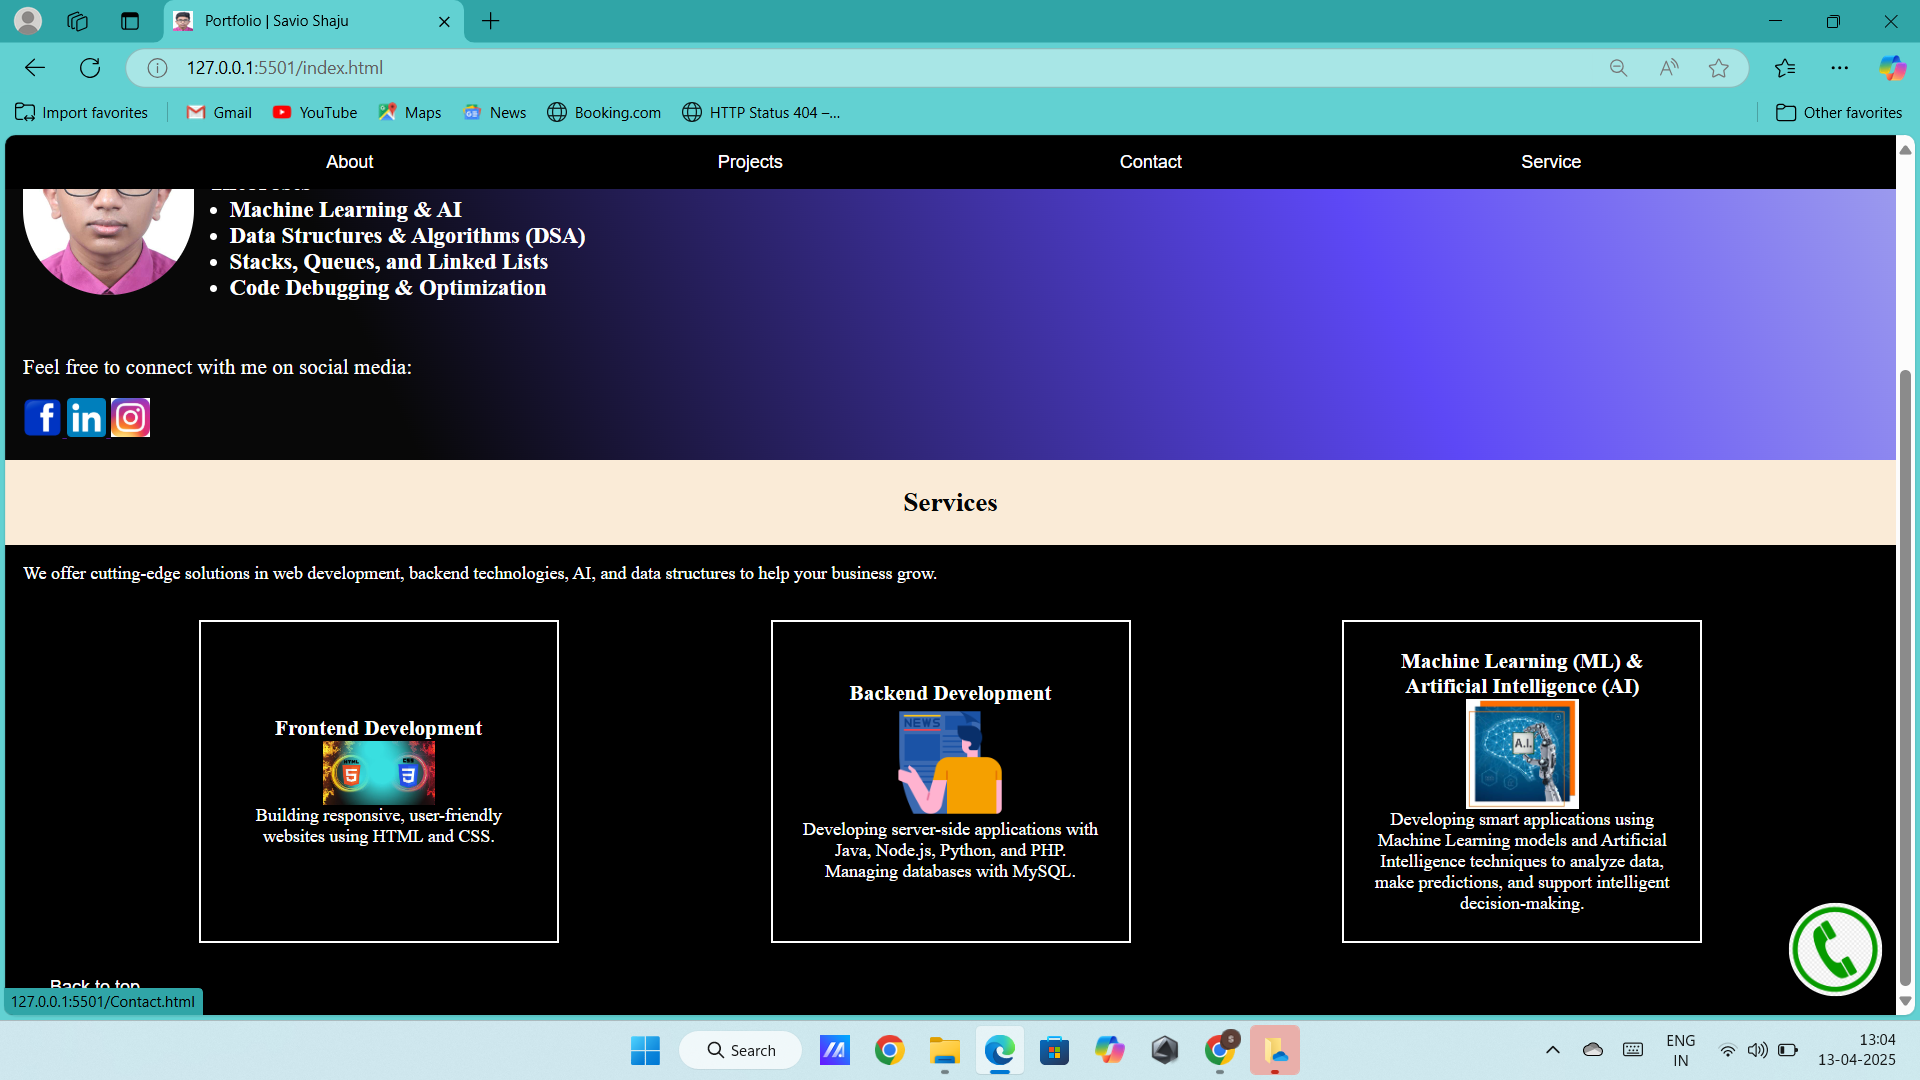 Portfolio | Savio Shaju
127.0.0.1:5501/index.html
Import favorites
Gmail
YouTube
Maps
News
Booking.com
HTTP Status 404 –...
Other favorites
About
Projects
Contact
Service
Machine Learning & AI
Data Structures & Algorithms (DSA)
Stacks, Queues, and Linked Lists
Code Debugging & Optimization
Feel free to connect with me on social media:
Services
We offer cutting-edge solutions in web development, backend technologies, AI, and data structures to help your business grow.
Frontend Development
Building responsive, user-friendly
websites using HTML and CSS.
Backend Development
NEWS
Developing server-side applications with
Java, Node.js, Python, and PHP.
Managing databases with MySQL.
Machine Learning (ML) &
Artificial Intelligence (AI)
A.I.
Developing smart applications using
Machine Learning models and Artificial
Intelligence techniques to analyze data,
make predictions, and support intelligent
decision-making.
Back to top
127.0.0.1:5501/Contact.html
Search
ENG
IN
13:04
13-04-2025